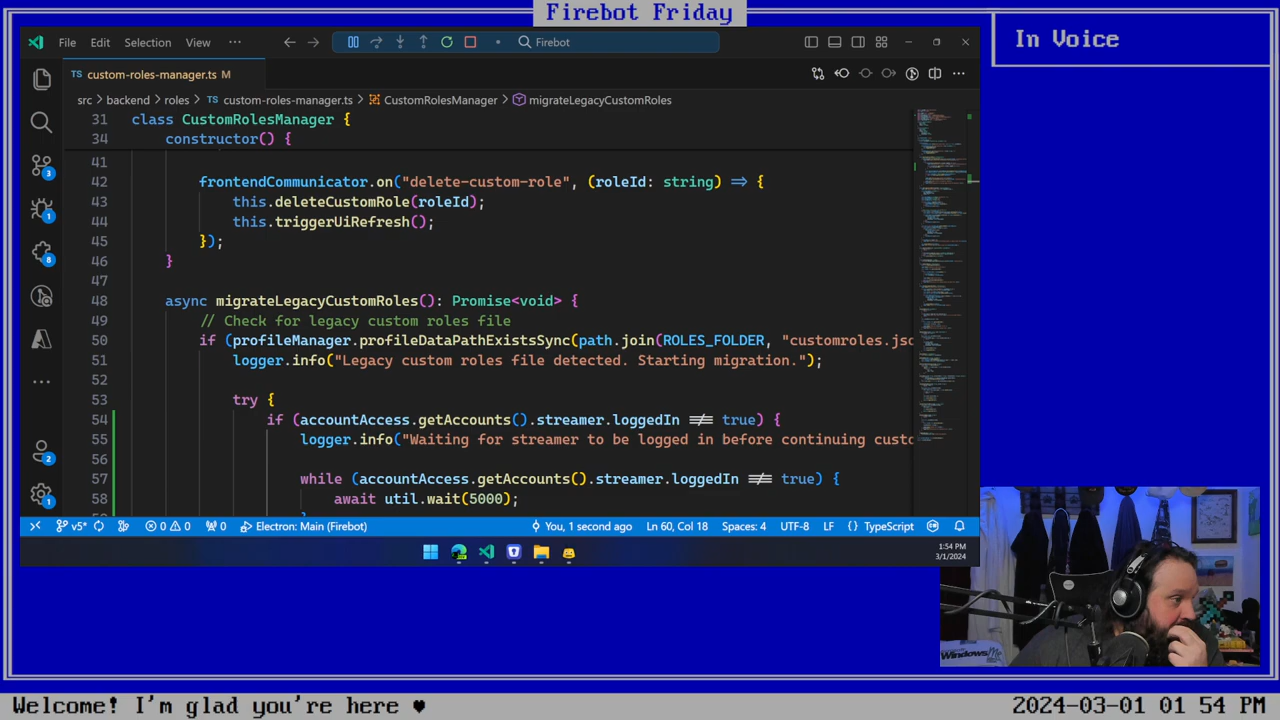 Firebot Friday
In Voice
File Edit Selection View ··· Firebot
TS custom-roles-manager.ts M
src > backend > roles > TS custom-roles-manager.ts > CustomRolesManager > migrateLegacyCustomRoles
31 class CustomRolesManager {
34 constructor() {
41
(roleId: string) => {
43 this.deleteCustomRole(roleId);
44 this.triggerUiRefresh();
45 });
46 }
48 async migrateLegacyCustomRoles(): Promise<void> {
49 // Check for legacy custom roles file
50 if (profileManager.profileDataPathExistsSync(path.join(ROLES_FOLDER, "customroles.jsc
51 logger.info("Legacy custom roles file detected. Starting migration.");
52
53 try {
54 if (accountAccess.getAccounts().streamer.loggedIn !== true) {
55 logger.info("Waiting for streamer to be logged in before continuing custo
56
57 while (accountAccess.getAccounts().streamer.loggedIn !== true) {
58 await util.wait(5000);
v5* 0 0 0 Electron: Main (Firebot) You, 1 second ago Ln 60, Col 18 Spaces: 4 UTF-8 LF {} TypeScript
1:54 PM
3/1/2024
Windows Me
Welcome! I'm glad you're here ♥
2024-03-01 01 54 PM